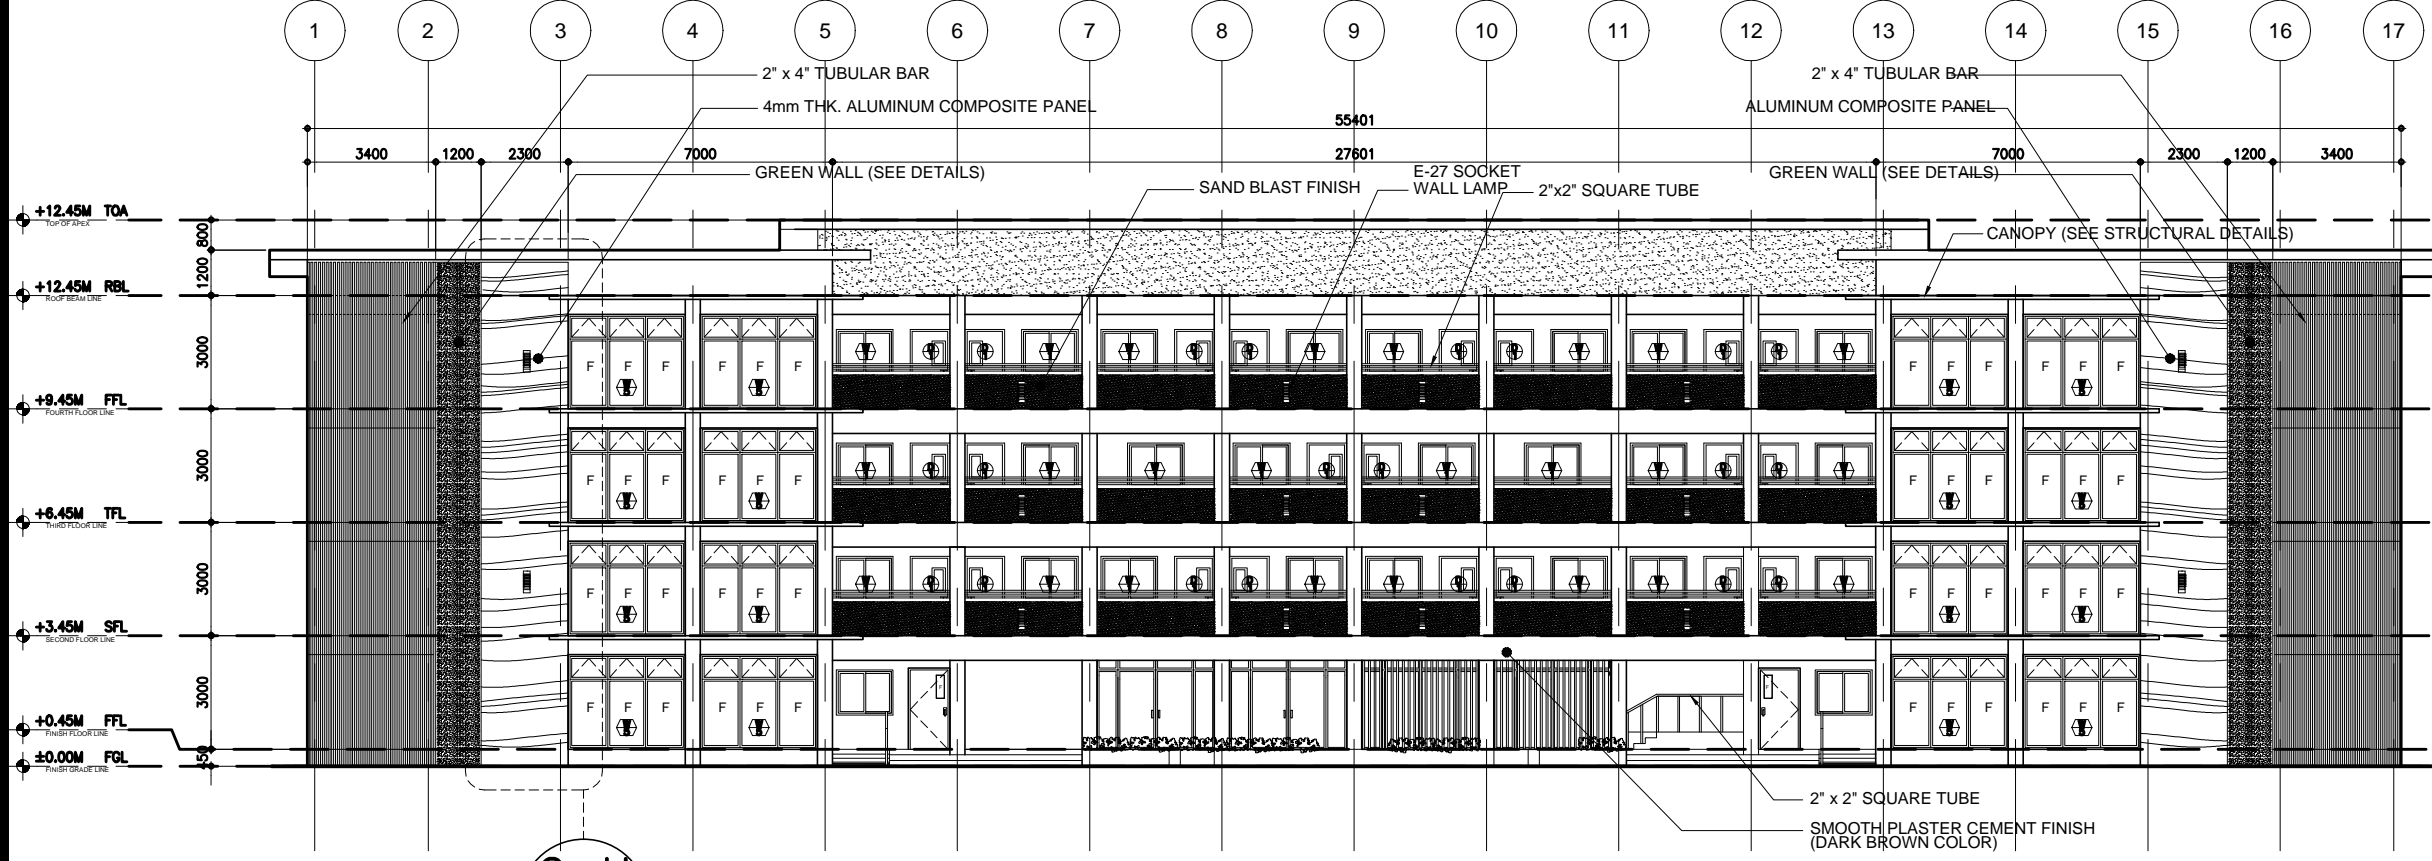 1 2 3 4 5 6 7 8 9 10 11 12 13 14 15 16 17
2" x 4" TUBULAR BAR
2" x 4" TUBULAR BAR
4mm THK. ALUMINUM COMPOSITE PANEL
ALUMINUM COMPOSITE PANEL
55401
3400 1200 2300 7000 27601 7000 2300 1200 3400
GREEN WALL (SEE DETAILS)
SAND BLAST FINISH
E-27 SOCKET
WALL LAMP
2"x2" SQUARE TUBE
GREEN WALL (SEE DETAILS)
CANOPY (SEE STRUCTURAL DETAILS)
+12.45M TOA
TOP OF APEX
800
1200
+12.45M RBL
ROOF BEAM LINE
3000
F F F F F F
F F F F F F
+9.45M FFL
FOURTH FLOOR LINE
3000
F F F F F F
F F F F F F
+6.45M TFL
THIRD FLOOR LINE
3000
F F F F F F
F F F F F F
+3.45M SFL
SECOND FLOOR LINE
3000
F F F F F F
F F F F F F
+0.45M FFL
FINISH FLOOR LINE
450
±0.00M FGL
FINISH GRADE LINE
2" x 2" SQUARE TUBE
SMOOTH PLASTER CEMENT FINISH
(DARK BROWN COLOR)